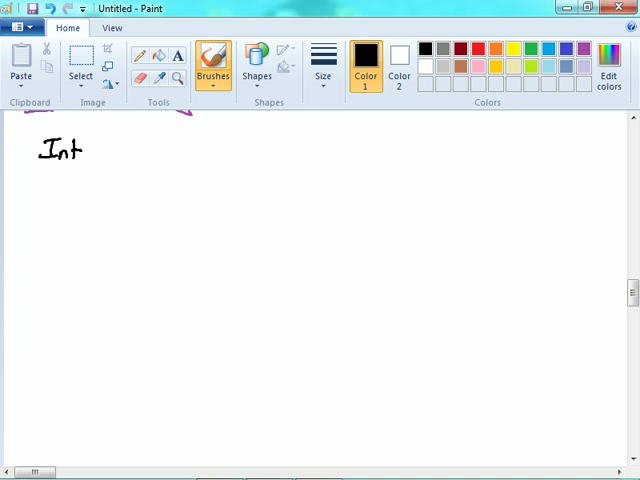 Untitled - Paint
Home View
Paste Select Brushes Shapes Size Color 1 Color 2 Edit colors
Clipboard Image Tools Shapes Colors
Int